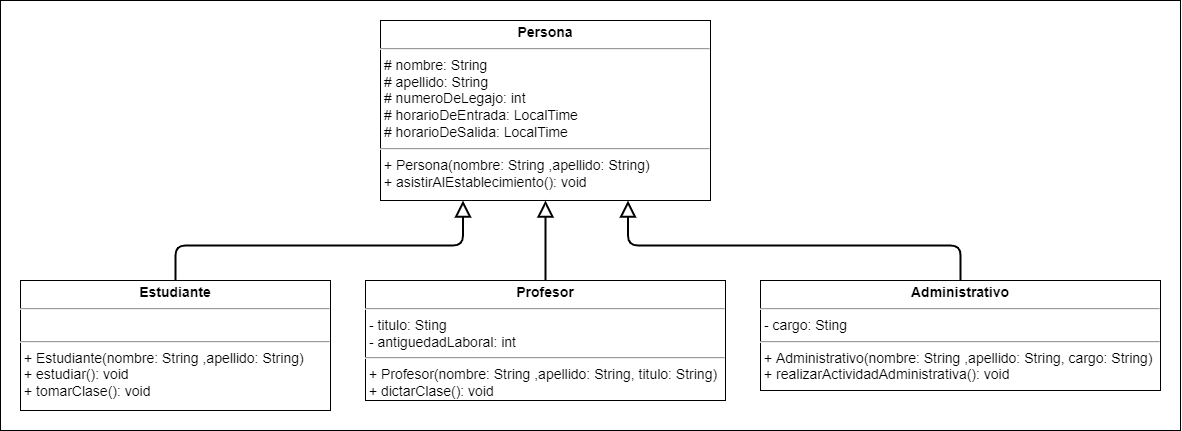 Persona
# nombre: String
# apellido: String
# numeroDeLegajo: int
# horarioDeEntrada: LocalTime
# horarioDeSalida: LocalTime
+ Persona(nombre: String ,apellido: String)
+ asistirAlEstablecimiento(): void
Estudiante
+ Estudiante(nombre: String ,apellido: String)
+ estudiar(): void
+ tomarClase(): void
Profesor
- titulo: Sting
- antiguedadLaboral: int
+ Profesor(nombre: String ,apellido: String, titulo: String)
+ dictarClase(): void
Administrativo
- cargo: Sting
+ Administrativo(nombre: String ,apellido: String, cargo: String)
+ realizarActividadAdministrativa(): void